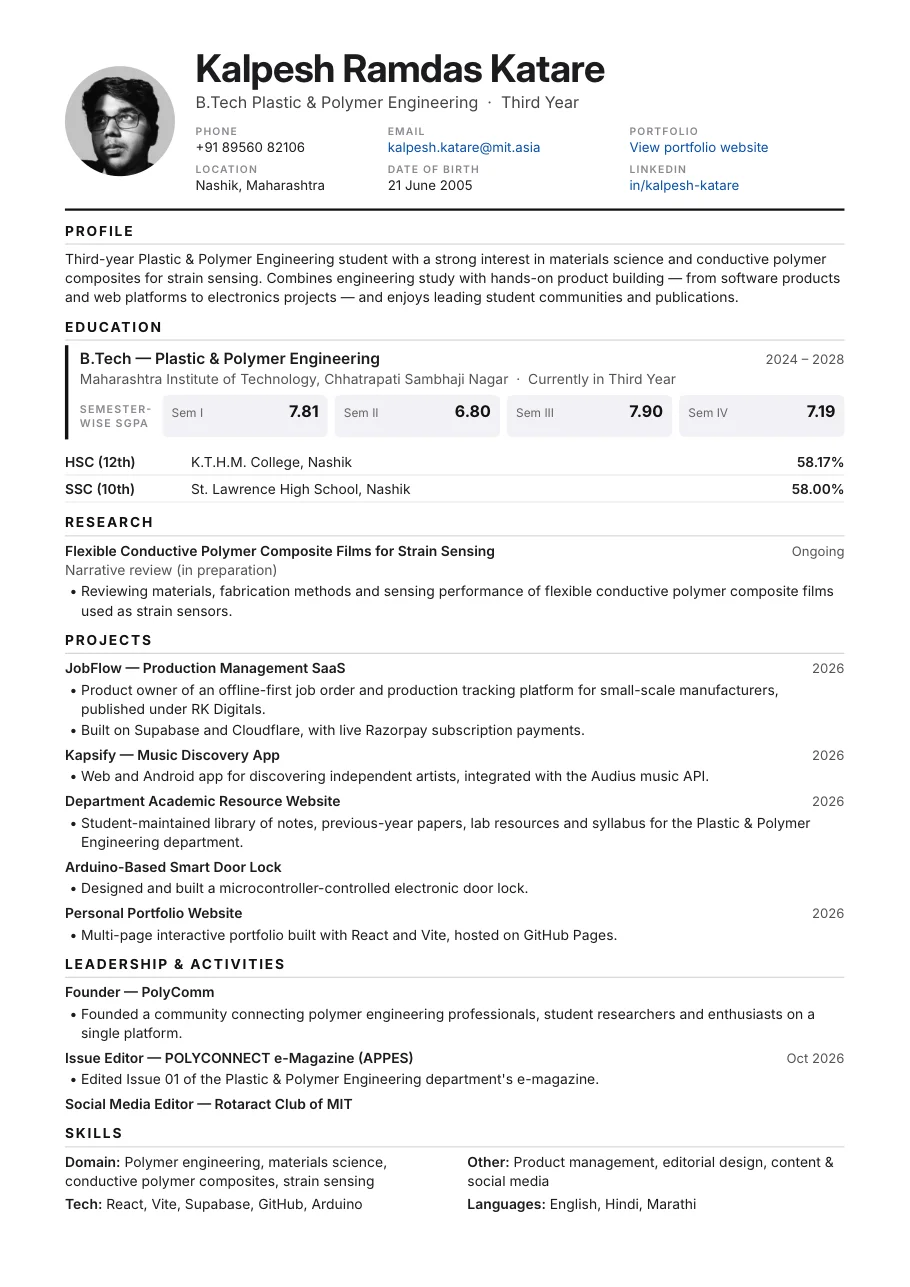 Kalpesh Ramdas Katare
B.Tech Plastic & Polymer Engineering · Third Year
PHONE EMAIL PORTFOLIO
+91 89560 82106 kalpesh.katare@mit.asia View portfolio website
LOCATION DATE OF BIRTH LINKEDIN
Nashik, Maharashtra 21 June 2005 in/kalpesh-katare
PROFILE
Third-year Plastic & Polymer Engineering student with a strong interest in materials science and conductive polymer
composites for strain sensing. Combines engineering study with hands-on product building — from software products
and web platforms to electronics projects — and enjoys leading student communities and publications.
EDUCATION
B.Tech — Plastic & Polymer Engineering 2024 – 2028
Maharashtra Institute of Technology, Chhatrapati Sambhaji Nagar · Currently in Third Year
SEMESTER-
WISE SGPA
Sem I 7.81 Sem II 6.80 Sem III 7.90 Sem IV 7.19
HSC (12th) K.T.H.M. College, Nashik 58.17%
SSC (10th) St. Lawrence High School, Nashik 58.00%
RESEARCH
Flexible Conductive Polymer Composite Films for Strain Sensing Ongoing
Narrative review (in preparation)
• Reviewing materials, fabrication methods and sensing performance of flexible conductive polymer composite films
used as strain sensors.
PROJECTS
JobFlow — Production Management SaaS 2026
• Product owner of an offline-first job order and production tracking platform for small-scale manufacturers,
published under RK Digitals.
• Built on Supabase and Cloudflare, with live Razorpay subscription payments.
Kapsify — Music Discovery App 2026
• Web and Android app for discovering independent artists, integrated with the Audius music API.
Department Academic Resource Website 2026
• Student-maintained library of notes, previous-year papers, lab resources and syllabus for the Plastic & Polymer
Engineering department.
Arduino-Based Smart Door Lock
• Designed and built a microcontroller-controlled electronic door lock.
Personal Portfolio Website 2026
• Multi-page interactive portfolio built with React and Vite, hosted on GitHub Pages.
LEADERSHIP & ACTIVITIES
Founder — PolyComm
• Founded a community connecting polymer engineering professionals, student researchers and enthusiasts on a
single platform.
Issue Editor — POLYCONNECT e-Magazine (APPES) Oct 2026
• Edited Issue 01 of the Plastic & Polymer Engineering department's e-magazine.
Social Media Editor — Rotaract Club of MIT
SKILLS
Domain: Polymer engineering, materials science,
conductive polymer composites, strain sensing
Other: Product management, editorial design, content &
social media
Tech: React, Vite, Supabase, GitHub, Arduino
Languages: English, Hindi, Marathi